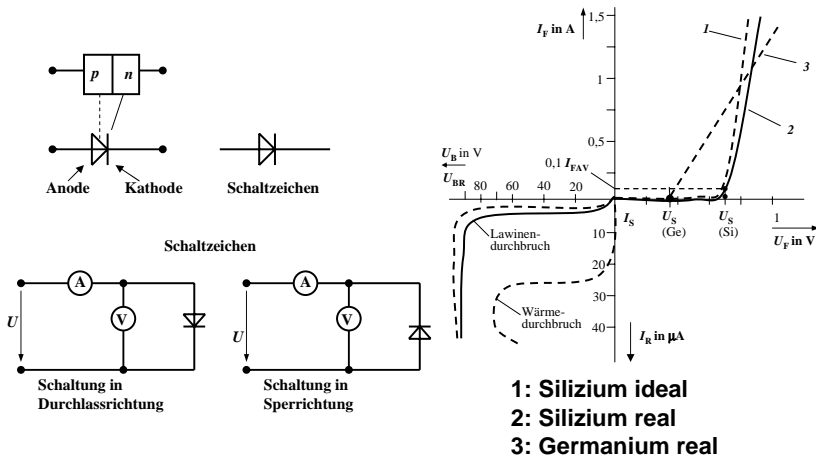 p n
Anode Kathode
Schaltzeichen
Schaltzeichen
A
V
U
Schaltung in
Durchlassrichtung
A
V
U
Schaltung in
Sperrichtung
I_F in A
1,5
1
0,5
0,1 I_FAV
1
3
2
U_B in V
U_BR
80 60 40 20
I_S
U_S
(Ge)
U_S
(Si)
1
U_F in V
10
20
30
40
Lawinen-
durchbruch
Wärme-
durchbruch
I_R in µA
1: Silizium ideal
2: Silizium real
3: Germanium real